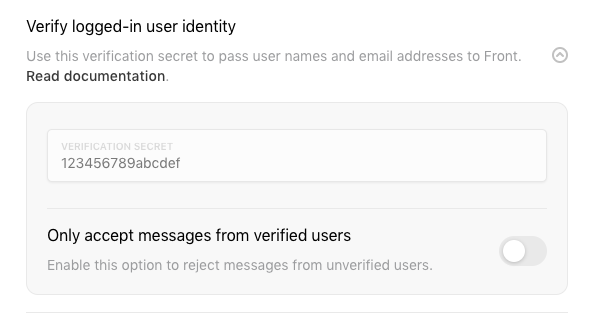 Verify logged-in user identity
Use this verification secret to pass user names and email addresses to Front.
Read documentation.
VERIFICATION SECRET
123456789abcdef
Only accept messages from verified users
Enable this option to reject messages from unverified users.